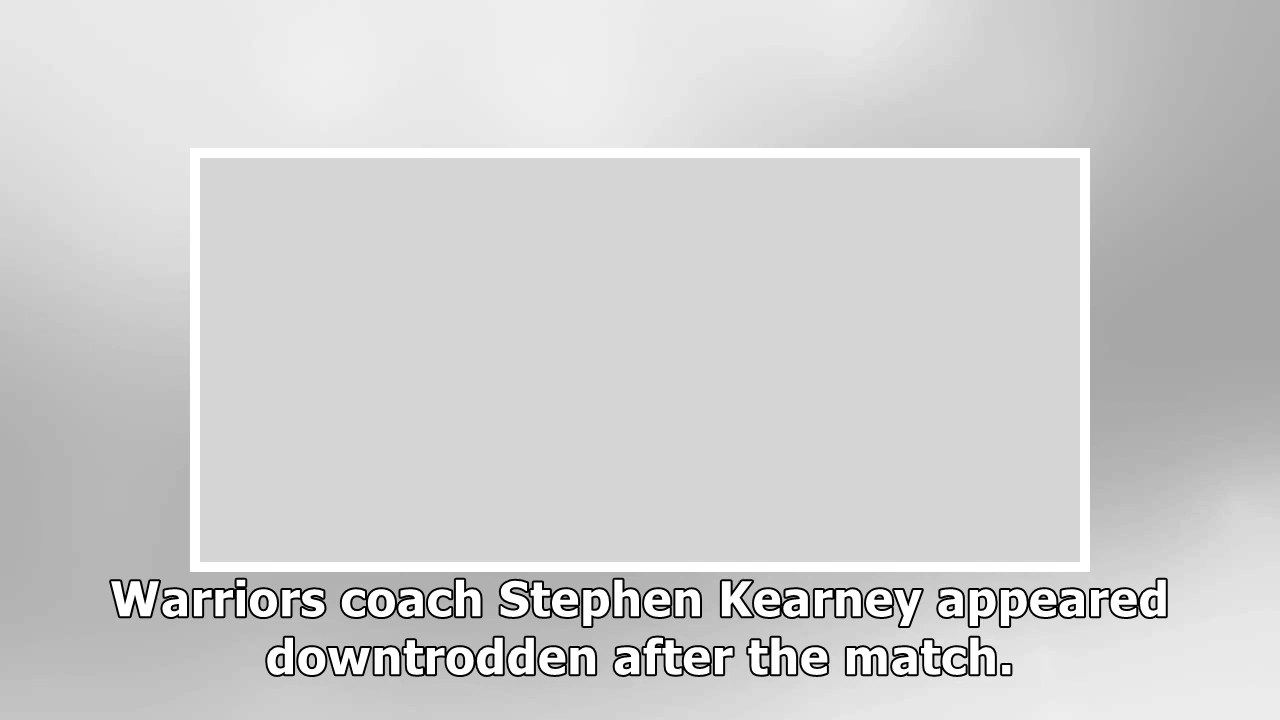 Warriors coach Stephen Kearney appeared
downtrodden after the match.